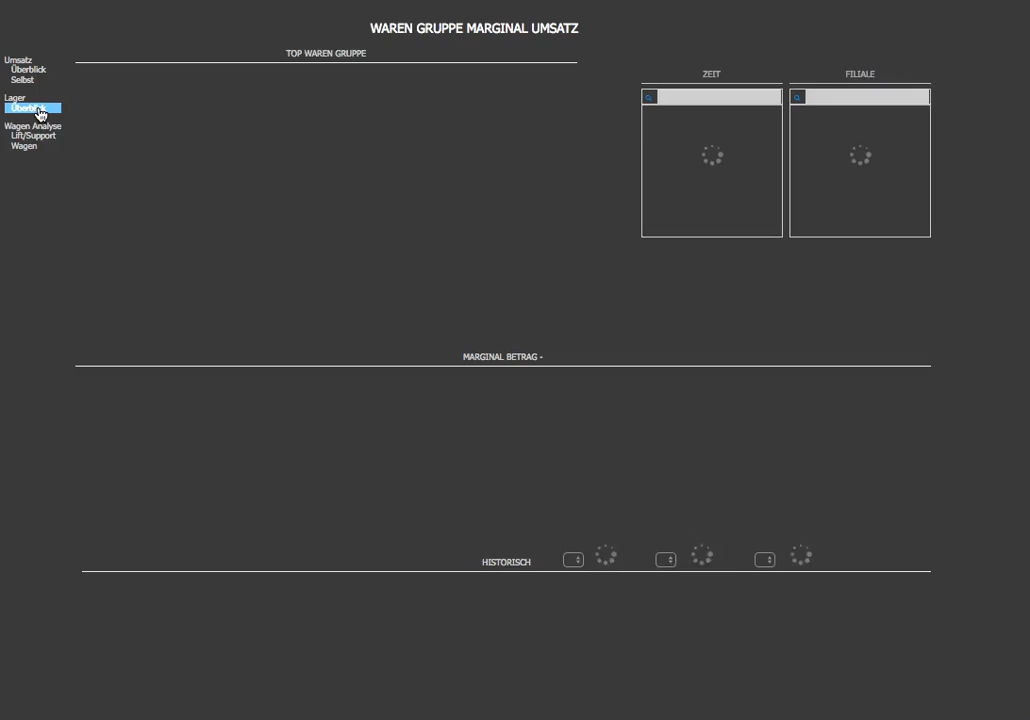 WAREN GRUPPE MARGINAL UMSATZ
TOP WAREN GRUPPE
Umsatz
Überblick
Selbst
Lager
Überblick
Wagen Analyse
Lift/Support
Wagen
ZEIT
FILIALE
MARGINAL BETRAG -
HISTORISCH